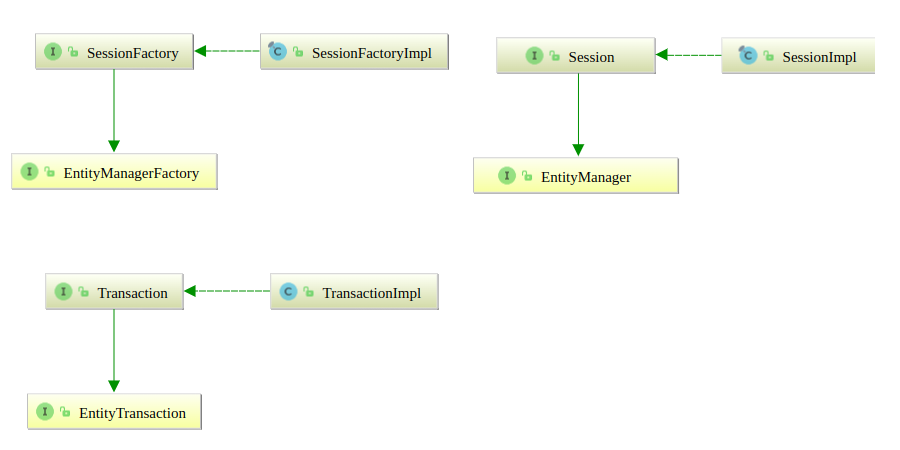 SessionFactory
SessionFactoryImpl
EntityManagerFactory
Session
SessionImpl
EntityManager
Transaction
TransactionImpl
EntityTransaction